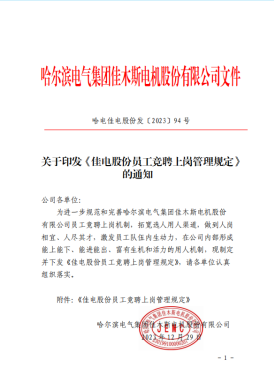 哈尔滨电气集团佳木斯电机股份有限公司文件
哈电佳电股份发〔2023〕94号
关于印发《佳电股份员工竞聘上岗管理规定》
的通知
公司各单位：
为进一步规范和完善哈尔滨电气集团佳木斯电机股份
有限公司员工竞聘上岗机制，拓宽选人用人渠道，做到人岗
相宜、人尽其才，激发员工队伍内生动力，在公司内部形成
能上能下、能进能出、富有生机和活力的用人机制，现制定
并下发《佳电股份员工竞聘上岗管理规定》，请各单位认真
组织落实。
附件：《佳电股份员工竞聘上岗管理规定》
哈尔滨电气集团佳木斯电机股份有限公司
JEMC
2023年12月29日
- 1 -